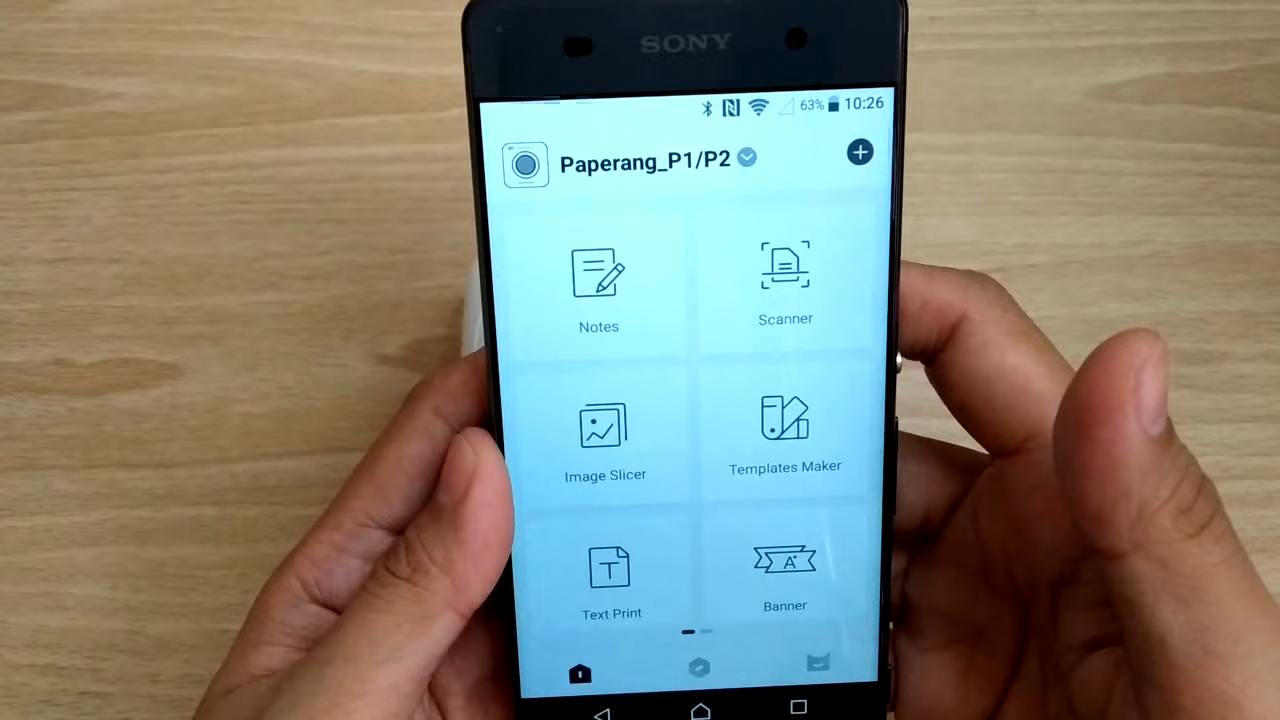 SONY
63% 10:26
Paperang_P1/P2
Notes
Scanner
Image Slicer
Templates Maker
T
Text Print
A
Banner